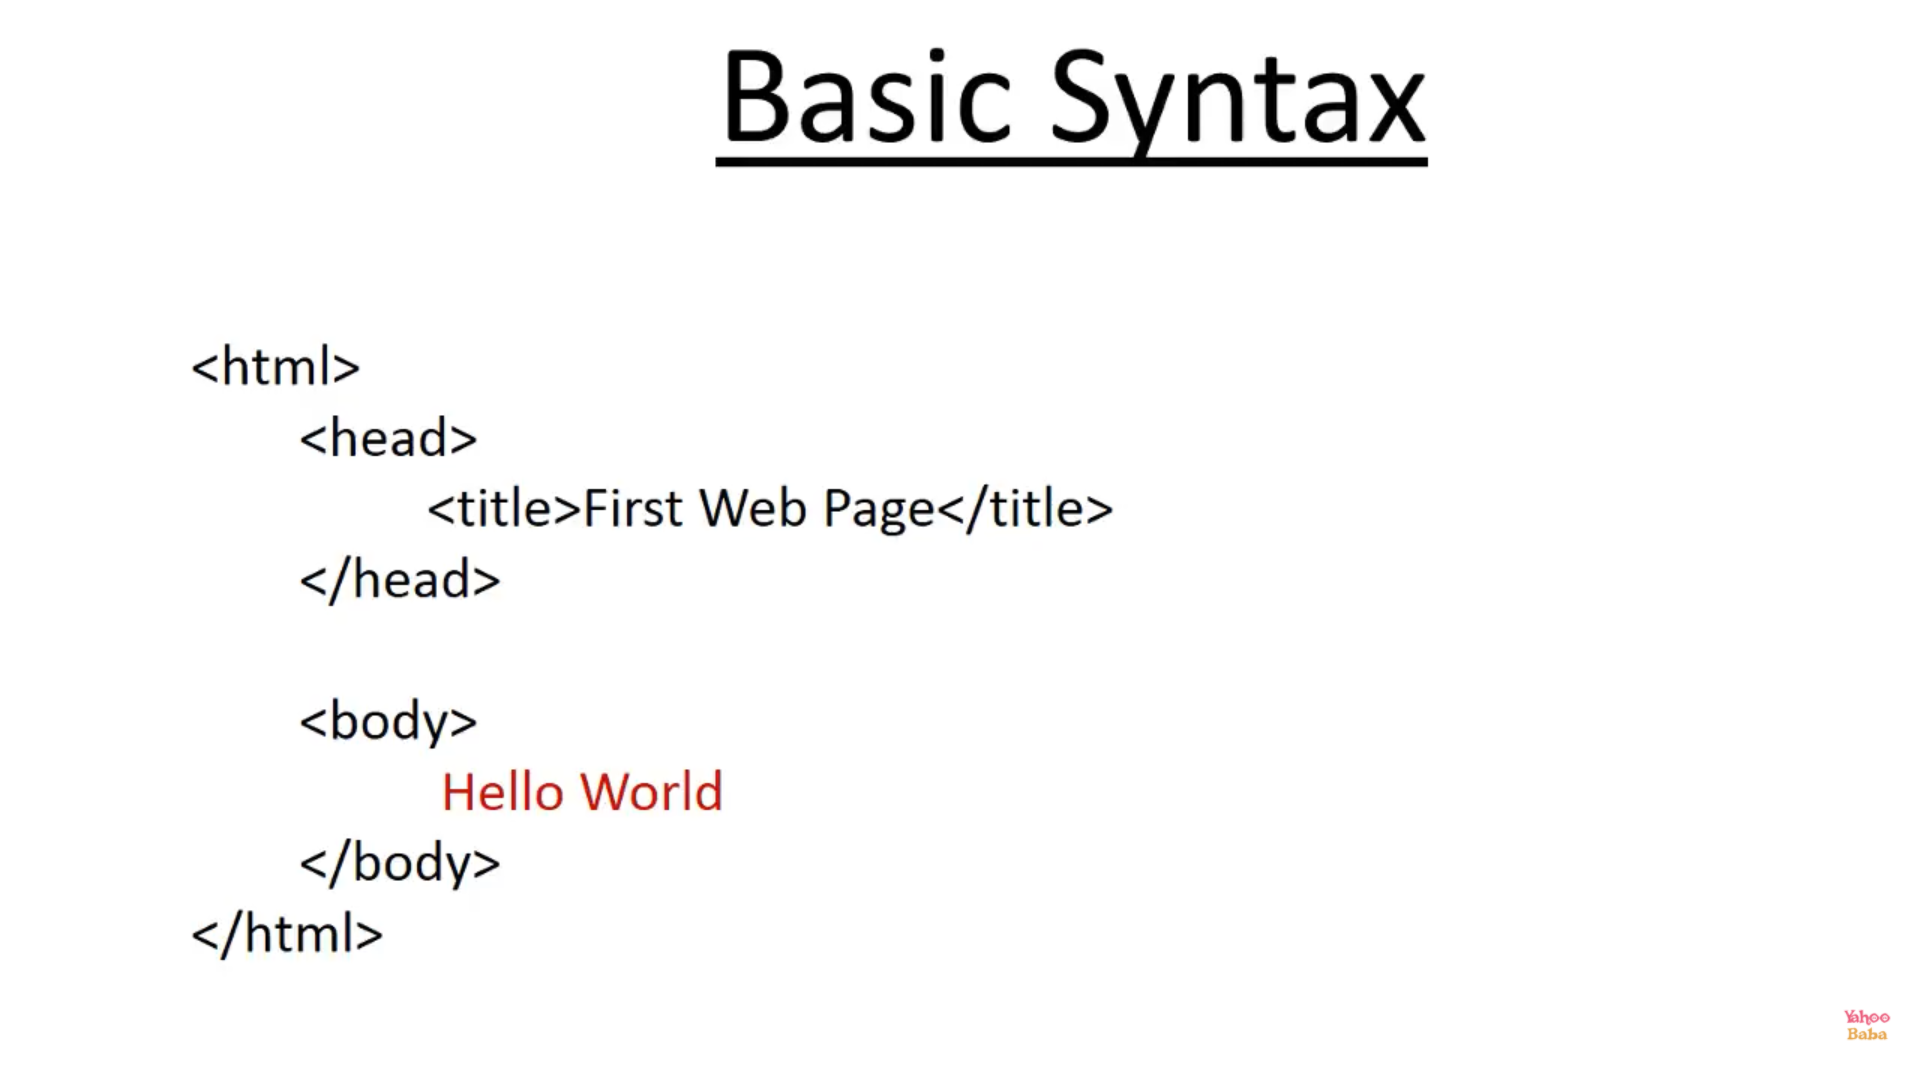 Basic Syntax
<html>
<head>
<title>First Web Page</title>
</head>
<body>
Hello World
</body>
</html>
Yahoo
Baba